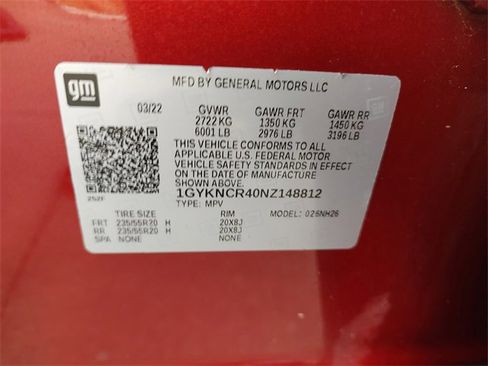 gm
MFD BY GENERAL MOTORS LLC
03/22 GVWR GAWR FRT GAWR RR
2722 KG 1350 KG 1450 KG
6001 LB 2976 LB 3196 LB
THIS VEHICLE CONFORMS TO ALL
APPLICABLE U.S. FEDERAL MOTOR
VEHICLE SAFETY STANDARDS IN EFFECT
ON THE DATE OF MANUFACTURE SHOWN ABOVE.
1GYKNCR40NZ148812
252F TYPE: MPV
TIRE SIZE RIM MODEL: 026NH26
FRT 235/55R20 H 20X8J
RR 235/55R20 H 20X8J
SPA NONE NONE